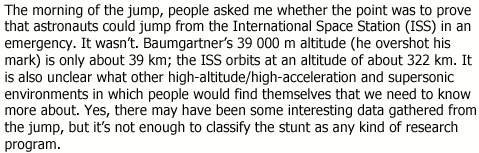 The morning of the jump, people asked me whether the point was to prove
that astronauts could jump from the International Space Station (ISS) in an
emergency. It wasn't. Baumgartner's 39 000 m altitude (he overshot his
mark) is only about 39 km; the ISS orbits at an altitude of about 322 km. It
is also unclear what other high-altitude/high-acceleration and supersonic
environments in which people would find themselves that we need to know
more about. Yes, there may have been some interesting data gathered from
the jump, but it's not enough to classify the stunt as any kind of research
program.